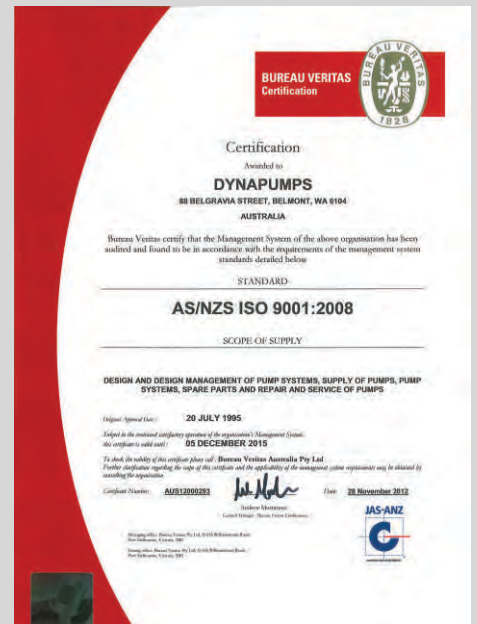 BUREAU VERITAS
Certification
BUREAU VERITAS
1828
Certification
Awarded to
DYNAPUMPS
88 BELGRAVIA STREET, BELMONT, WA 6104
AUSTRALIA
Bureau Veritas certify that the Management System of the above organisation has been
audited and found to be in accordance with the requirements of the management system
standards detailed below
STANDARD
AS/NZS ISO 9001:2008
SCOPE OF SUPPLY
DESIGN AND DESIGN MANAGEMENT OF PUMP SYSTEMS, SUPPLY OF PUMPS, PUMP
SYSTEMS, SPARE PARTS AND REPAIR AND SERVICE OF PUMPS
Original Approval Date: 20 JULY 1995
Subject to the continued satisfactory operation of the organisation's Management System,
this certificate is valid until: 05 DECEMBER 2015
To check the validity of this certificate please call: Bureau Veritas Australia Pty Ltd
Further clarification regarding the scope of this certificate and the applicability of the management system requirements may be obtained by
consulting the organisation
Certificate Number: AUS12000293
Date: 28 November 2012
General Manager
JAS-ANZ